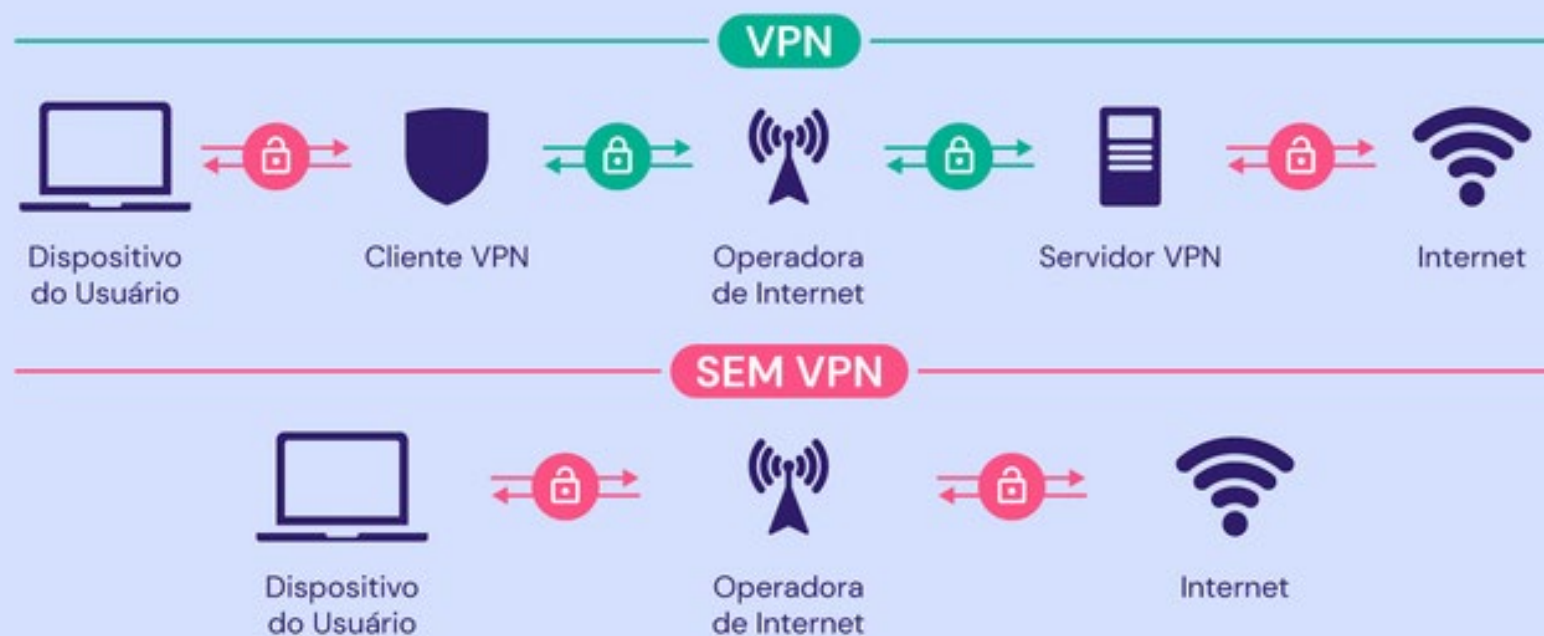 VPN
Dispositivo
do Usuário
Cliente VPN
Operadora
de Internet
Servidor VPN
Internet
SEM VPN
Dispositivo
do Usuário
Operadora
de Internet
Internet